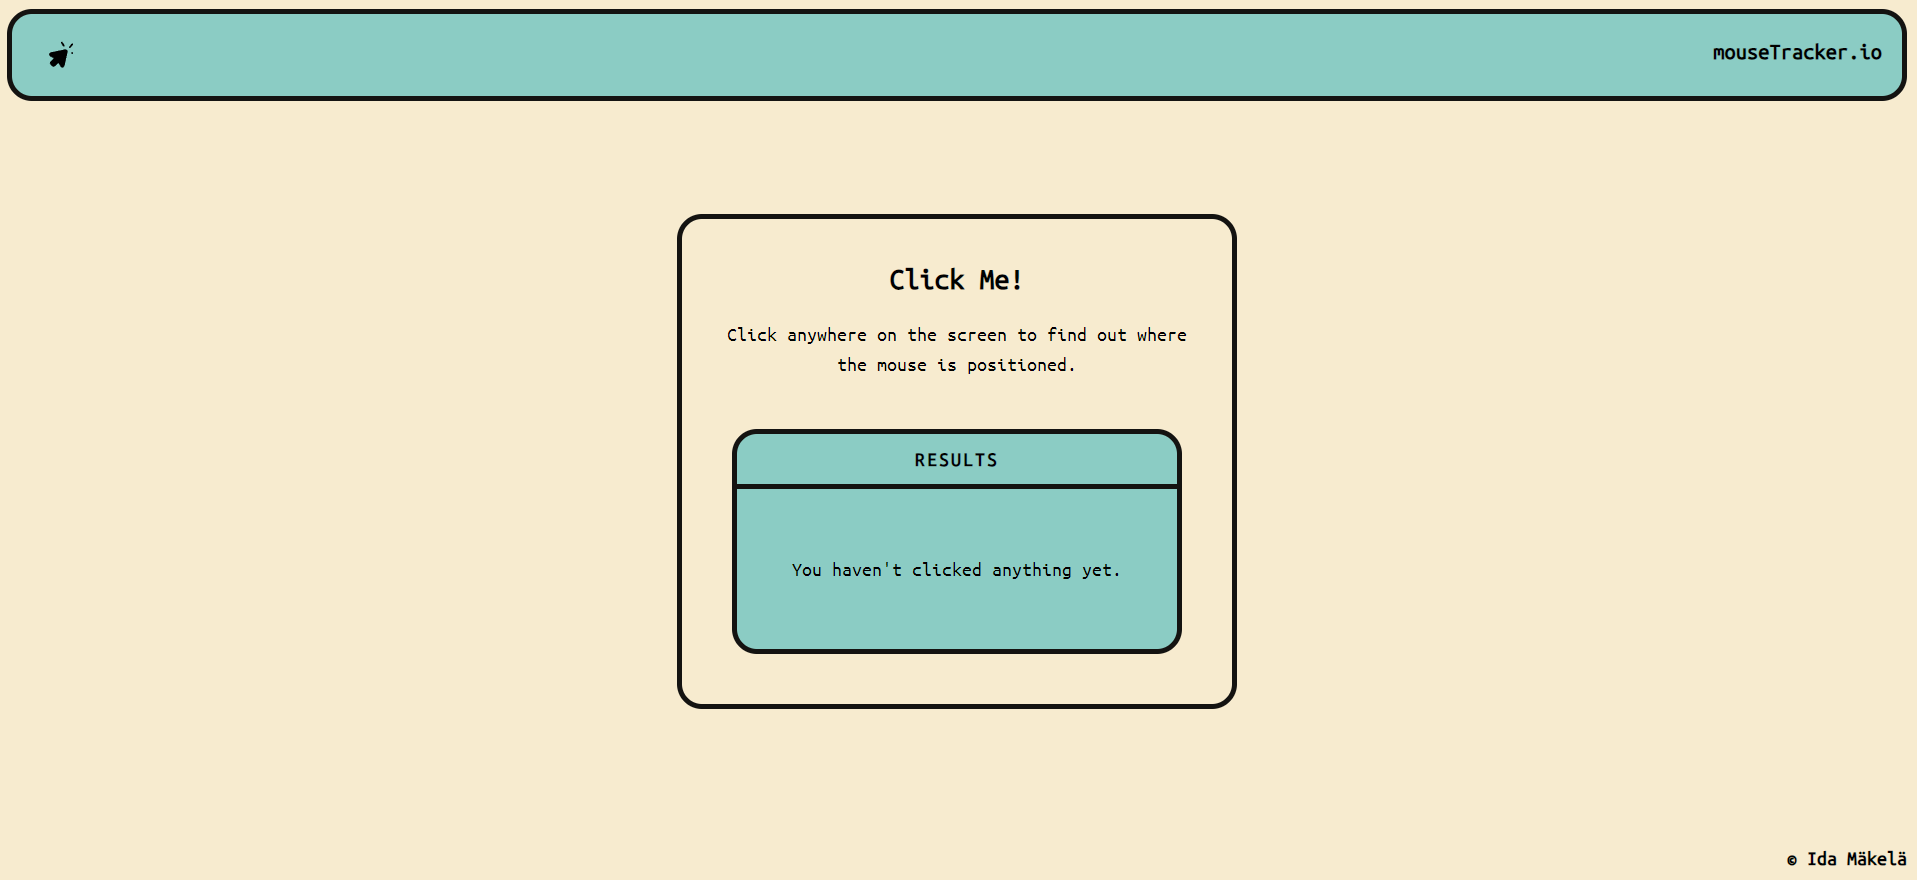 mouseTracker.io
Click Me!
Click anywhere on the screen to find out where
the mouse is positioned.
RESULTS
You haven't clicked anything yet.
© Ida Mäkelä